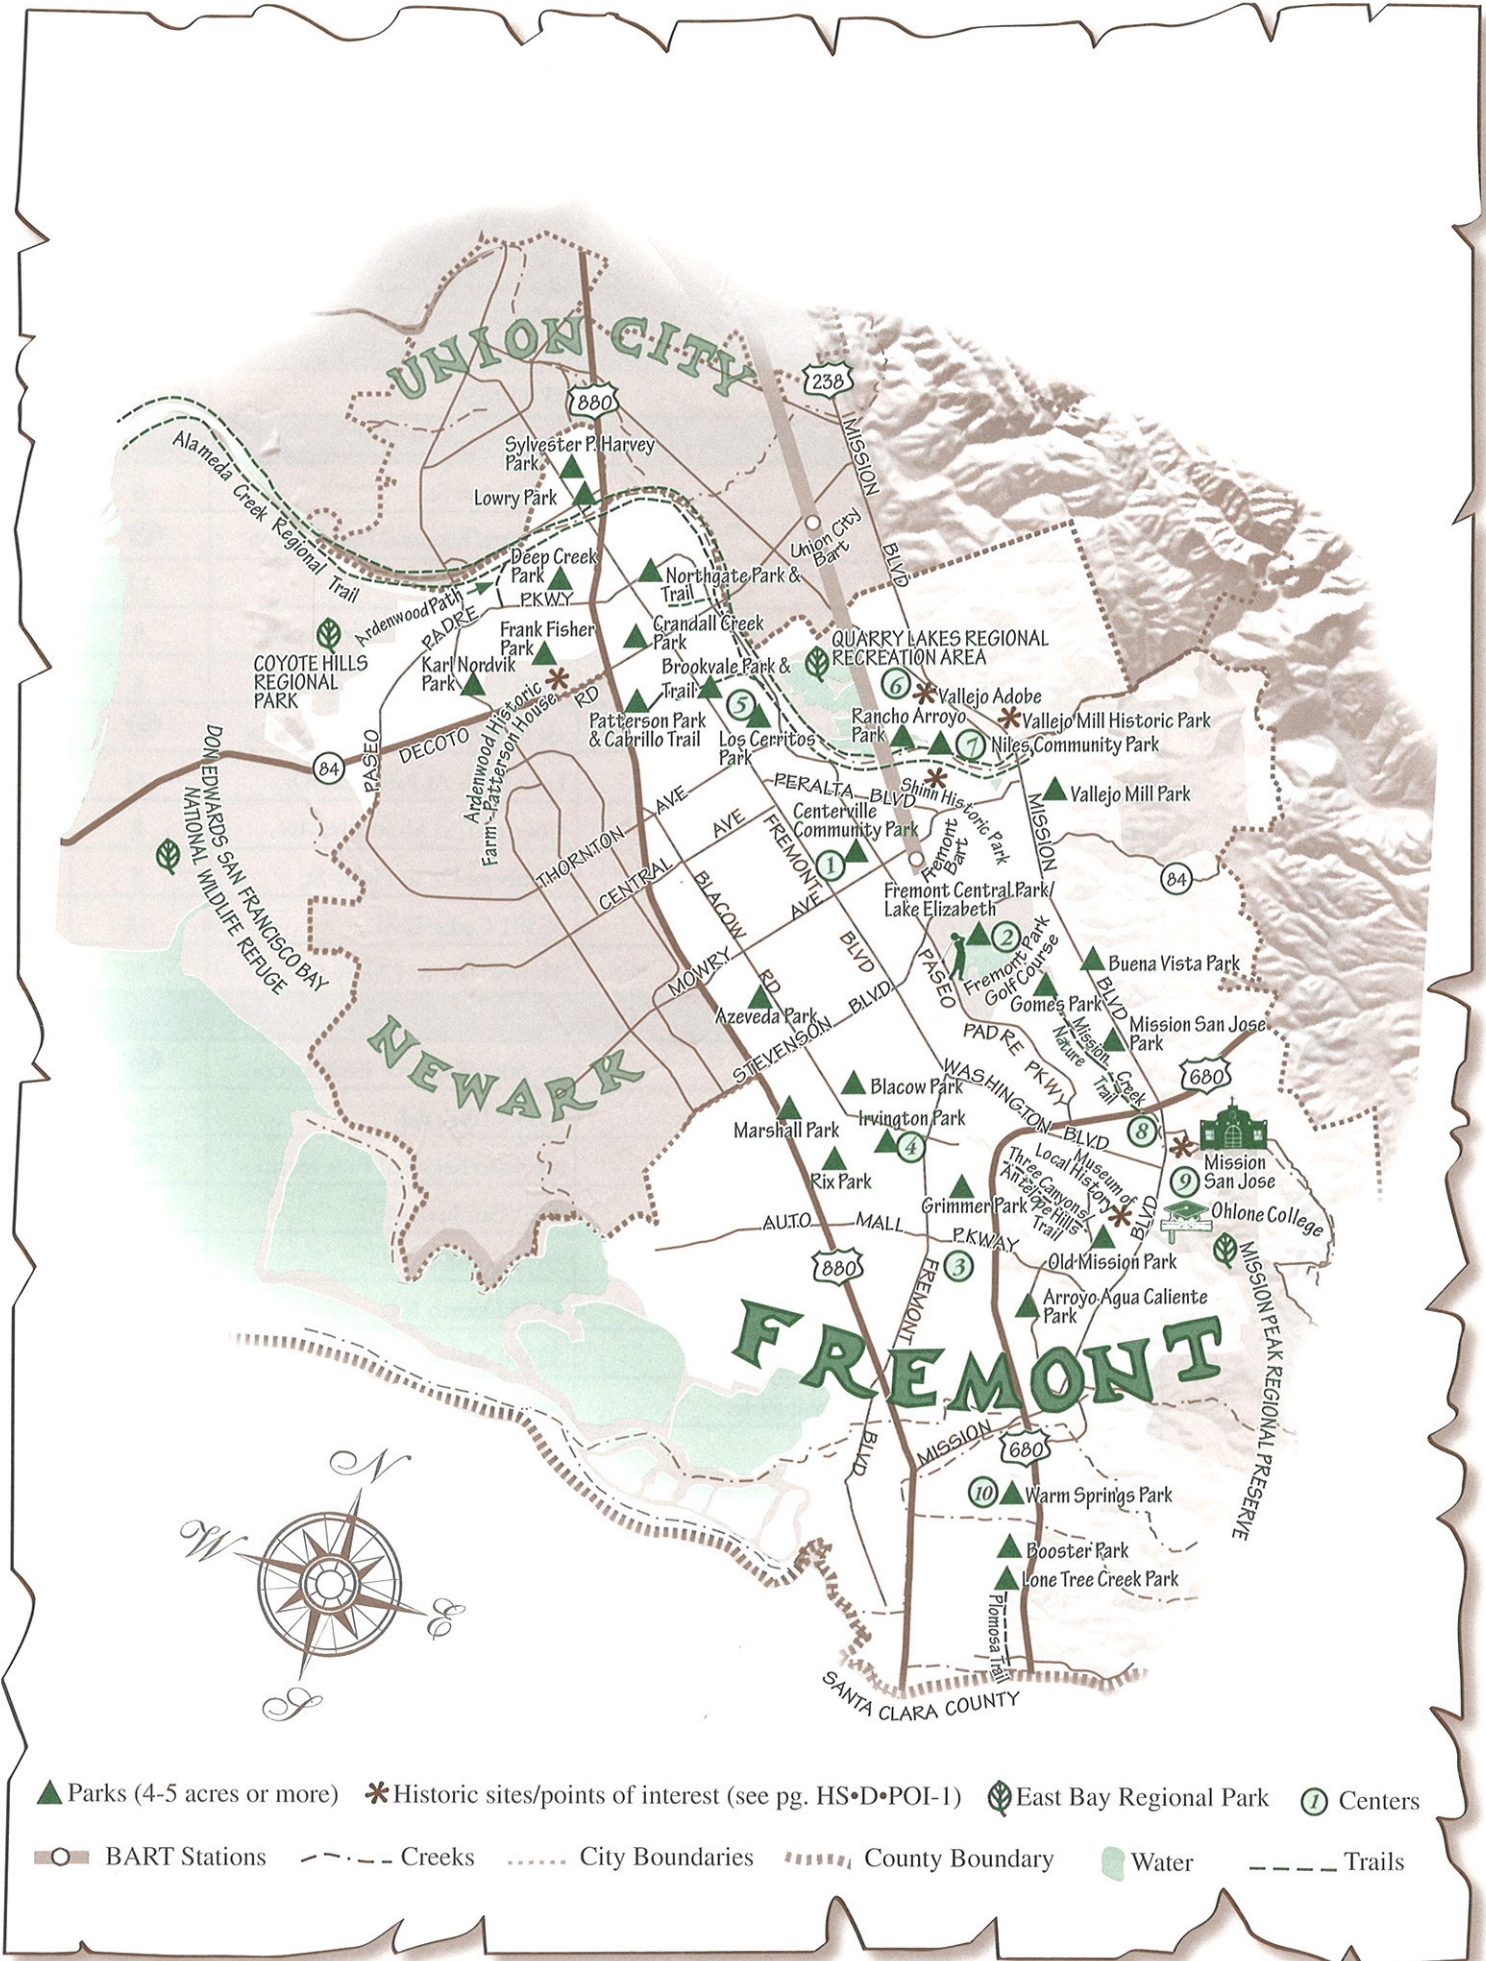 UNION CITY
238
880
MISSION
BLVD
Sylvester P. Harvey
Park
Lowry Park
Alameda Creek Regional Trail
Union City
Bart
Deep Creek
Park
Northgate Park &
Trail
Ardenwood Path
PADRE
PKWY
Crandall Creek
Park
Frank Fisher
Park
QUARRY LAKES REGIONAL
RECREATION AREA
COYOTE HILLS
REGIONAL
PARK
Karl Nordvik
Park
Brookvale Park &
Trail
6
Vallejo Adobe
5
RD
Patterson Park
& Cabrillo Trail
Los Cerritos
Park
Rancho Arroyo
Park
Vallejo Mill Historic Park
7
Niles Community Park
DECOTO
84
PASEO
Ardenwood Historic
Farm-Patterson House
DON EDWARDS SAN FRANCISCO BAY
NATIONAL WILDLIFE REFUGE
PERALTA BLVD
Shinn Historic Park
Vallejo Mill Park
MISSION
THORNTON
AVE
CENTRAL
AVE
FREMONT
Centerville
Community Park
1
Fremont
Bart
84
Fremont Central Park/
Lake Elizabeth
2
BLACOW
AVE
BLVD
PASEO
Fremont Park
Golf Course
Buena Vista Park
MOWRY
RD
Gomes Park
BLVD
Azeveda Park
STEVENSON BLVD
PADRE PKWY
Mission San Jose
Park
Mission Creek
Nature Trail
NEWARK
680
WASHINGTON BLVD
Blacow Park
Marshall Park
Irvington Park
4
8
Rix Park
Museum of
Local History
Mission
San Jose
9
Three Canyons/
Antelope Hills
Trail
Grimmer Park
BLVD
Ohlone College
AUTO MALL PKWAY
880
3
Old Mission Park
FREMONT
Arroyo Agua Caliente
Park
MISSION PEAK REGIONAL PRESERVE
FREMONT
BLVD
MISSION
680
10
Warm Springs Park
Booster Park
Lone Tree Creek Park
Plomosa Trail
SANTA CLARA COUNTY
N
W
E
S
Parks (4-5 acres or more)
Historic sites/points of interest (see pg. HS•D•POI-1)
East Bay Regional Park
1
Centers
BART Stations
Creeks
City Boundaries
County Boundary
Water
Trails